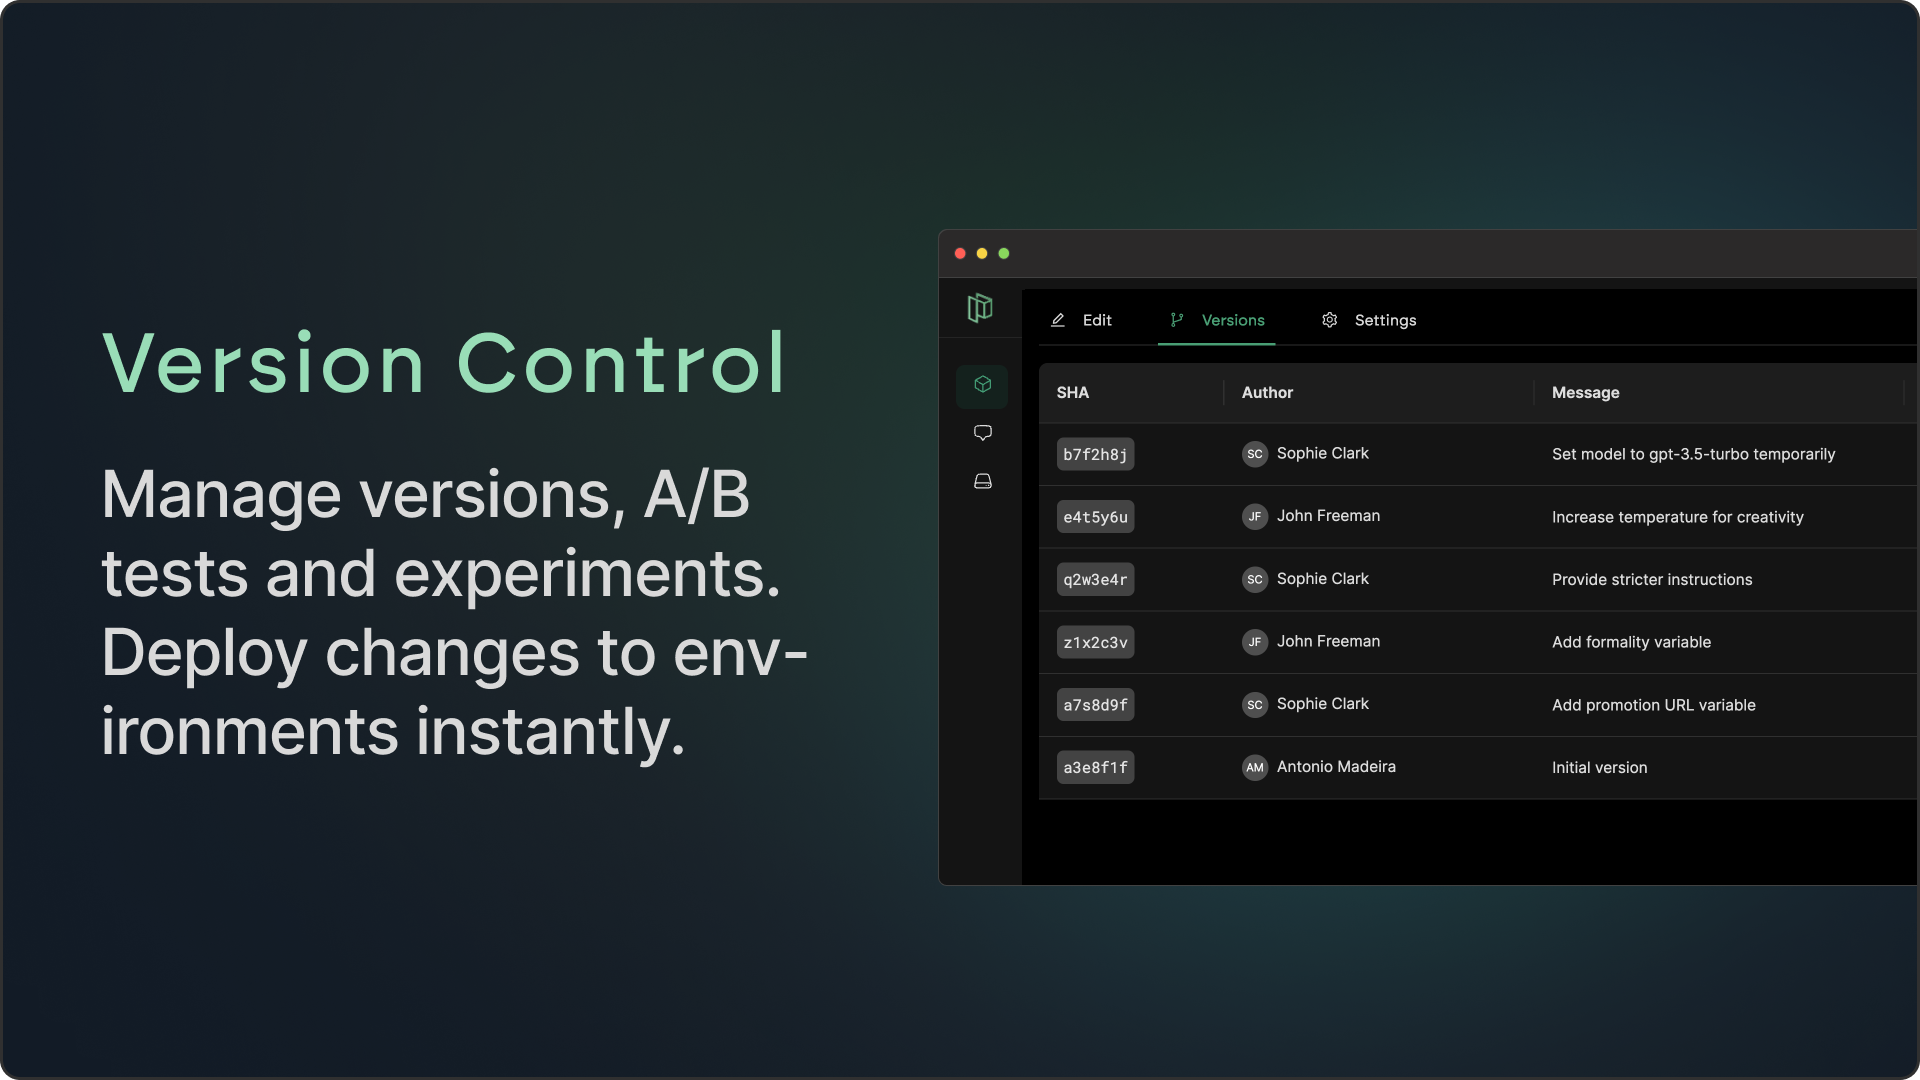 Version Control
Manage versions, A/B
tests and experiments.
Deploy changes to env-
ironments instantly.
Edit Versions Settings
SHA Author Message
b7f2h8j SC Sophie Clark Set model to gpt-3.5-turbo temporarily
e4t5y6u JF John Freeman Increase temperature for creativity
q2w3e4r SC Sophie Clark Provide stricter instructions
z1x2c3v JF John Freeman Add formality variable
a7s8d9f SC Sophie Clark Add promotion URL variable
a3e8f1f AM Antonio Madeira Initial version